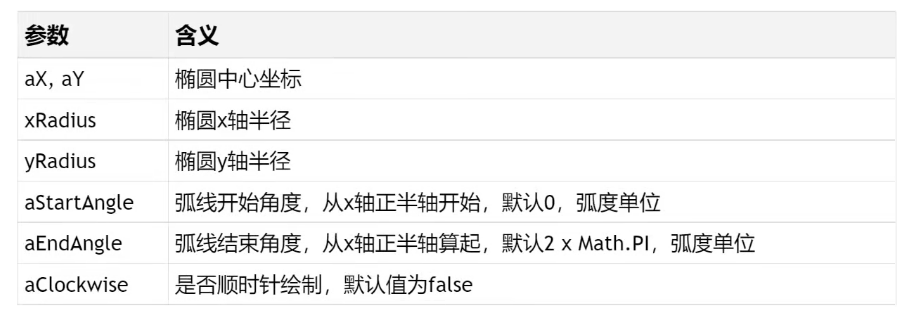 参数 含义
aX, aY 椭圆中心坐标
xRadius 椭圆x轴半径
yRadius 椭圆y轴半径
aStartAngle 弧线开始角度，从x轴正半轴开始，默认0，弧度单位
aEndAngle 弧线结束角度，从x轴正半轴算起，默认2 x Math.PI，弧度单位
aClockwise 是否顺时针绘制，默认值为false